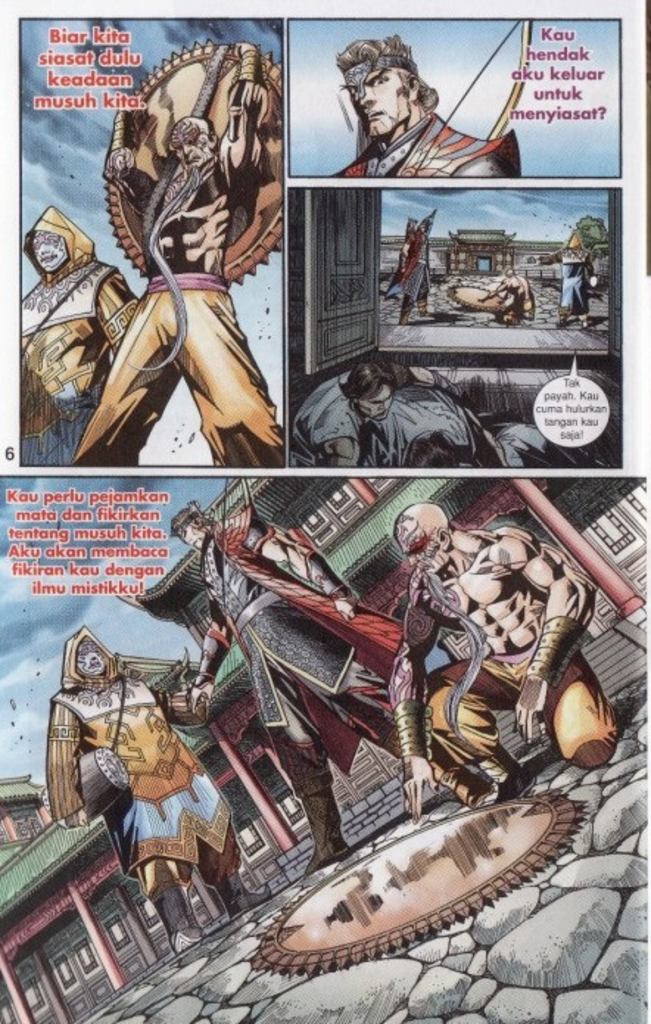 Biar kita
siasat dulu
keadaan
musuh kita.
Kau
hendak
aku keluar
untuk
menyiasat?
Tak
payah. Kau
cuma hulurkan
tangan kau
saja!
6
Kau perlu pejamkan
mata dan fikirkan
tentang musuh kita.
Aku akan membaca
fikiran kau dengan
ilmu mistikku!